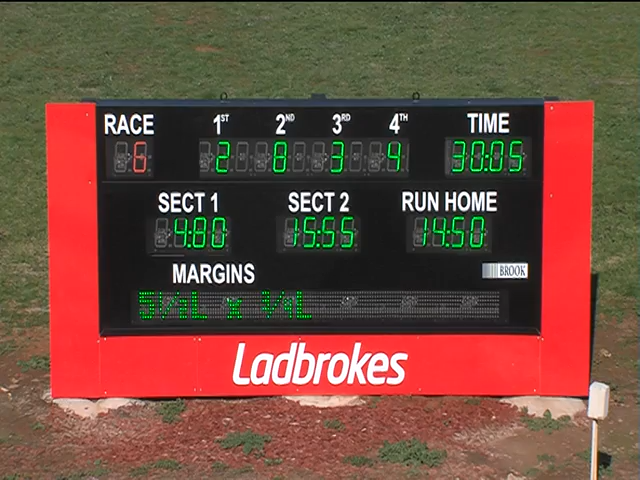 RACE 1ST 2ND 3RD 4TH TIME
6 2 8 3 4 30:05
SECT 1 SECT 2 RUN HOME
4:80 15:55 14:50
MARGINS
BROOK
Ladbrokes